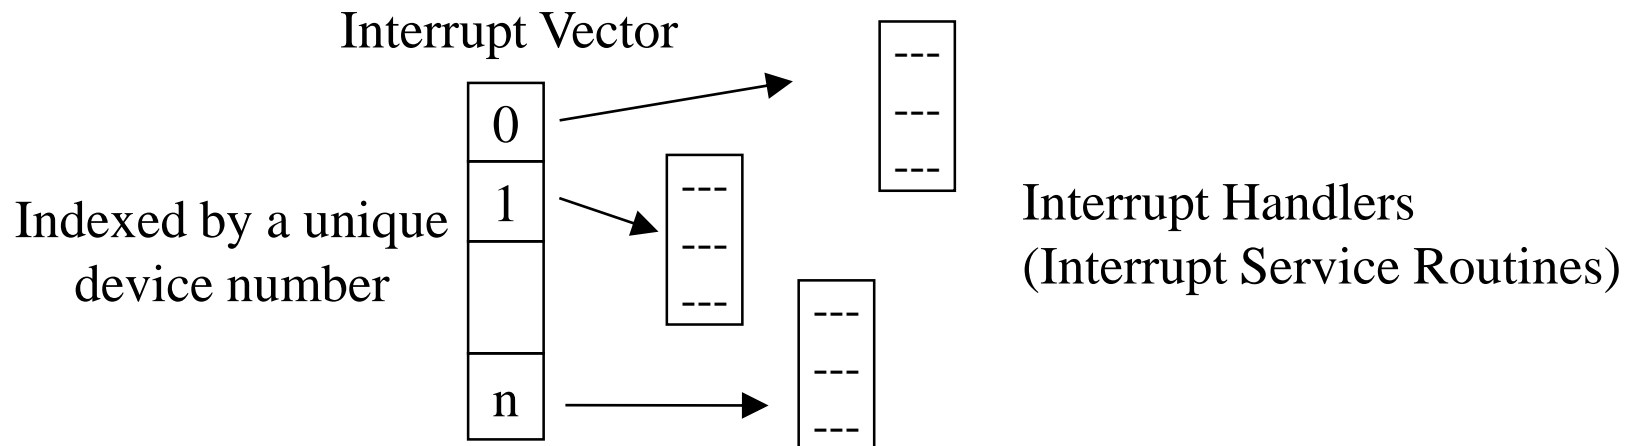 Interrupt Vector
0
1
n
Indexed by a unique
device number
---
---
---
---
---
---
---
---
---
Interrupt Handlers
(Interrupt Service Routines)